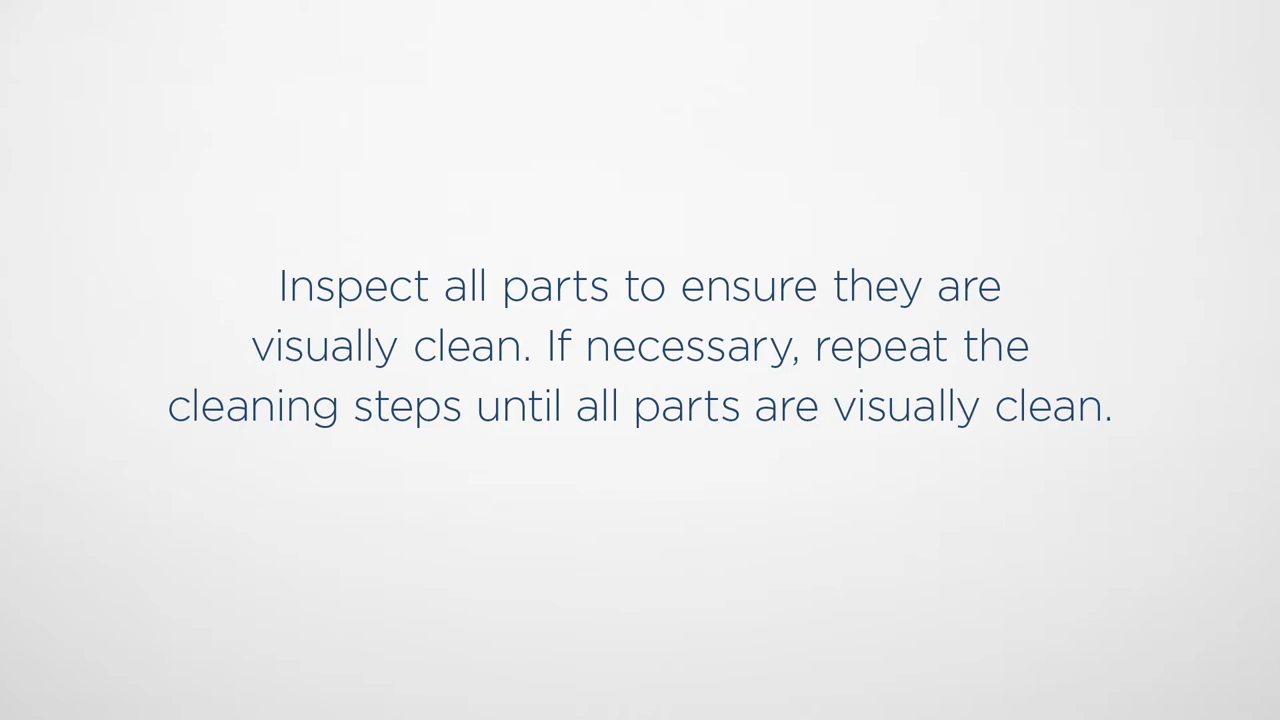 Inspect all parts to ensure they are
visually clean. If necessary, repeat the
cleaning steps until all parts are visually clean.